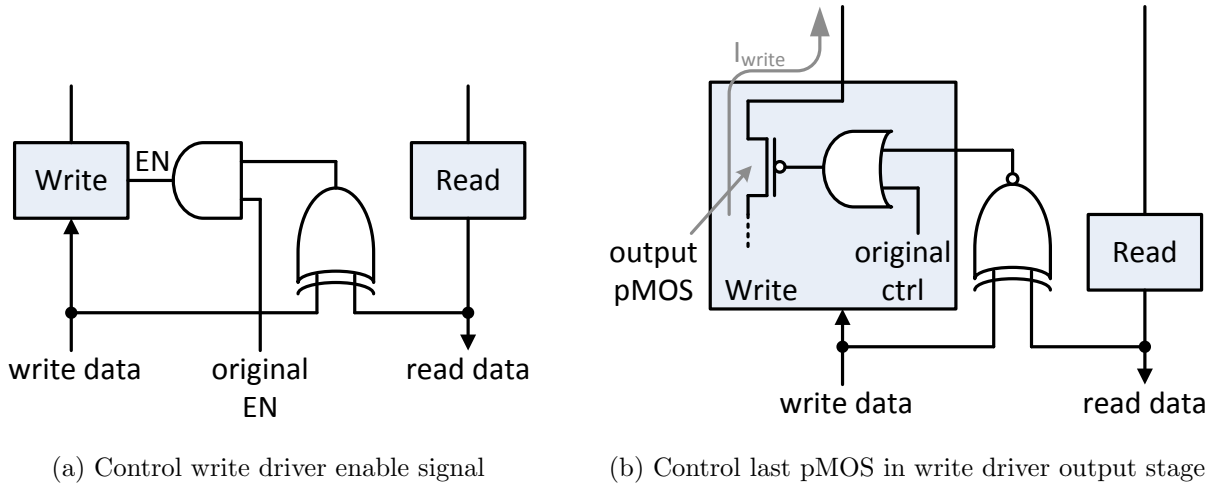 Write
EN
Read
write data
original
EN
read data
(a) Control write driver enable signal
Iwrite
output
pMOS
Write
original
ctrl
Read
write data
read data
(b) Control last pMOS in write driver output stage